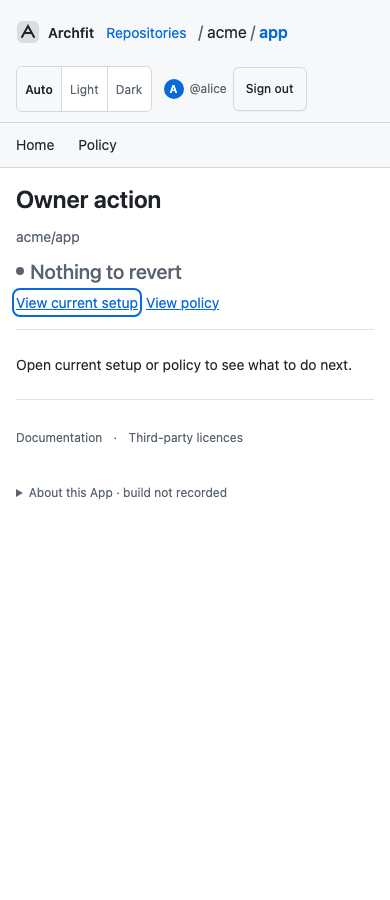 Archfit Repositories / acme / app
Auto Light Dark A @alice Sign out
Home Policy
Owner action
acme/app
Nothing to revert
View current setup View policy
Open current setup or policy to see what to do next.
Documentation · Third-party licences
About this App · build not recorded